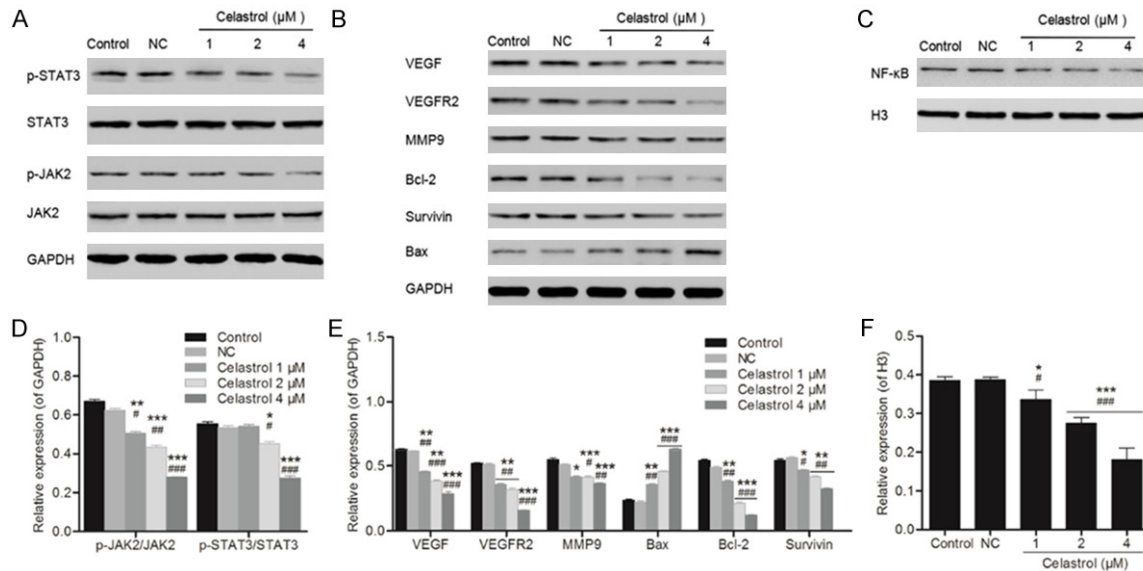 A
Celastrol (µM )
Control NC 1 2 4
p-STAT3
STAT3
p-JAK2
JAK2
GAPDH
B
Celastrol (µM )
Control NC 1 2 4
VEGF
VEGFR2
MMP9
Bcl-2
Survivin
Bax
GAPDH
C
Celastrol (µM )
Control NC 1 2 4
NF-κB
H3
D
Relative expression (of GAPDH)
1.0
0.8
0.6
0.4
0.2
0.0
Control
NC
Celastrol 1 µM
Celastrol 2 µM
Celastrol 4 µM
**
#
***
##
***
###
*
#
***
###
p-JAK2/JAK2 p-STAT3/STAT3
E
Relative expression (of GAPDH)
1.5
1.0
0.5
0.0
Control
NC
Celastrol 1 µM
Celastrol 2 µM
Celastrol 4 µM
**
##
**
###
***
###
**
##
***
###
*
***
#
***
##
**
##
***
###
**
##
***
###
*
#
**
##
VEGF VEGFR2 MMP9 Bax Bcl-2 Survivin
F
Relative expression (of H3)
0.5
0.4
0.3
0.2
0.1
0.0
*
#
***
###
Control NC 1 2 4
Celastrol (µM)